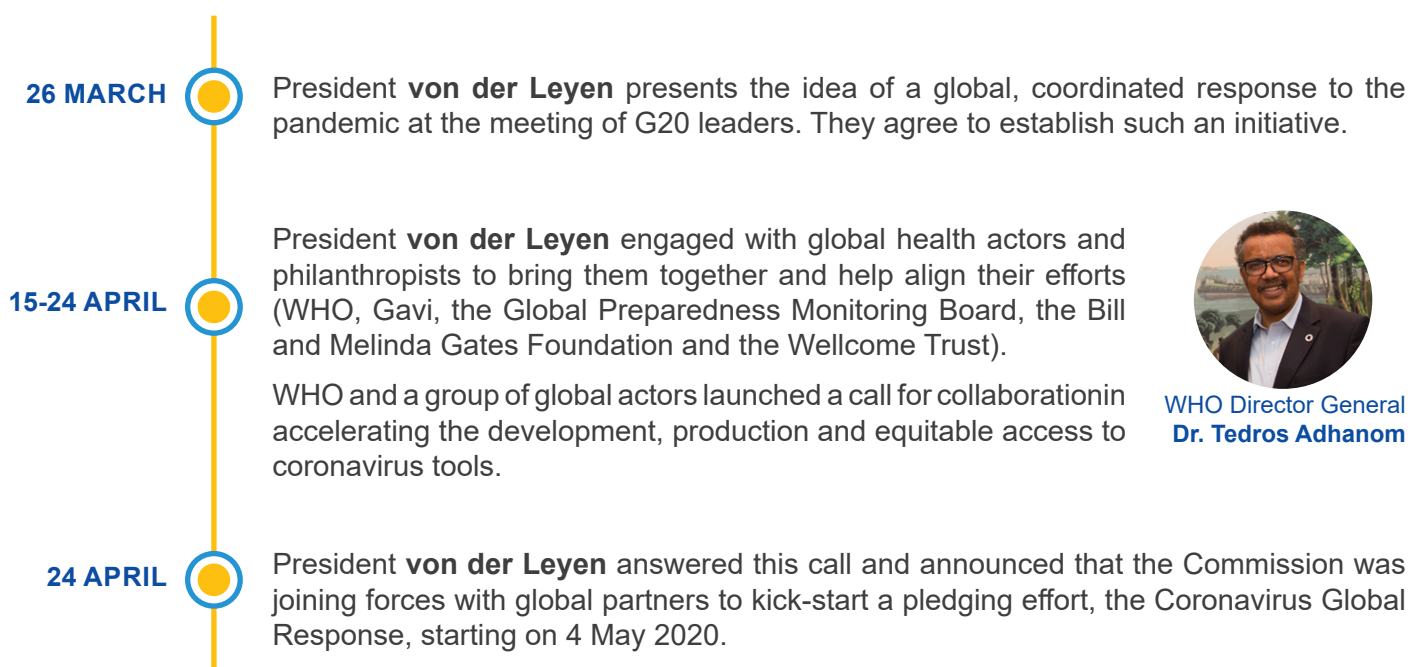 26 MARCH
President von der Leyen presents the idea of a global, coordinated response to the
pandemic at the meeting of G20 leaders. They agree to establish such an initiative.
15-24 APRIL
President von der Leyen engaged with global health actors and
philanthropists to bring them together and help align their efforts
(WHO, Gavi, the Global Preparedness Monitoring Board, the Bill
and Melinda Gates Foundation and the Wellcome Trust).
WHO and a group of global actors launched a call for collaborationin
accelerating the development, production and equitable access to
coronavirus tools.
WHO Director General
Dr. Tedros Adhanom
24 APRIL
President von der Leyen answered this call and announced that the Commission was
joining forces with global partners to kick-start a pledging effort, the Coronavirus Global
Response, starting on 4 May 2020.